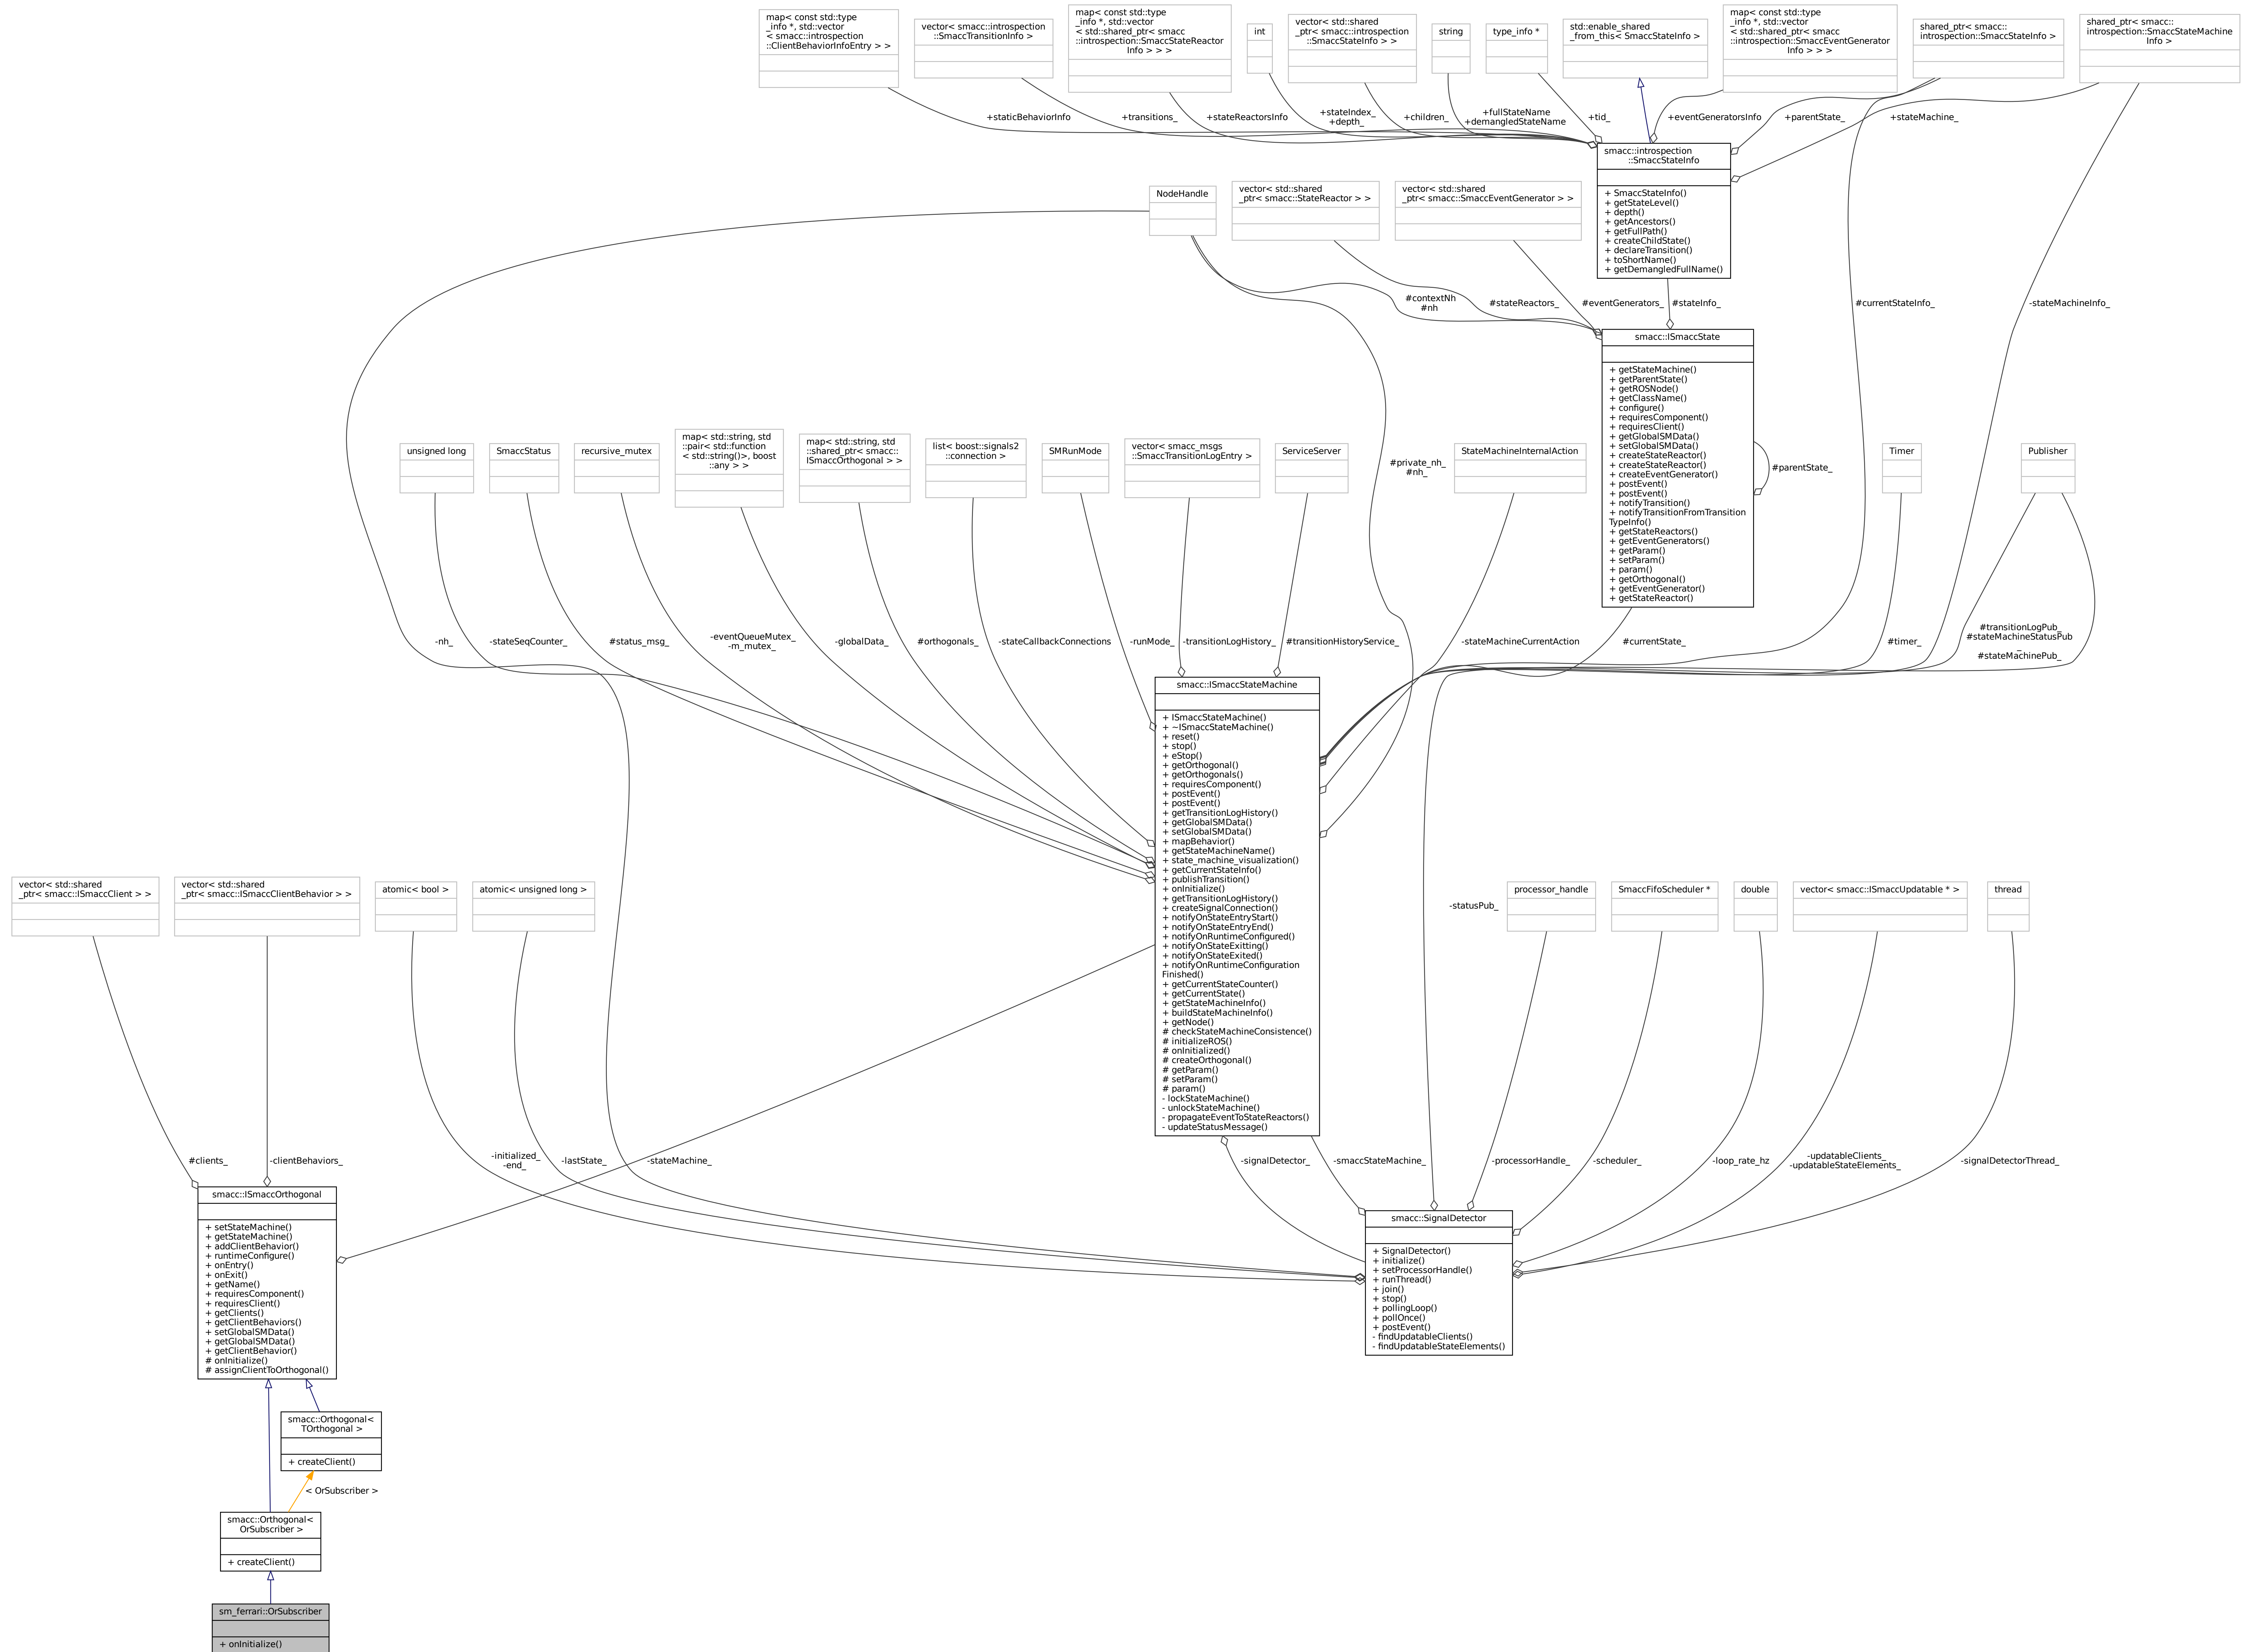 map< const std::type
_info *, std::vector
< smacc::introspection
::ClientBehaviorInfoEntry > >
vector< smacc::introspection
::SmaccTransitionInfo >
map< const std::type
_info *, std::vector
< std::shared_ptr< smacc
::introspection::SmaccStateReactor
Info > > >
int
vector< std::shared
_ptr< smacc::introspection
::SmaccStateInfo > >
string
type_info *
std::enable_shared
_from_this< SmaccStateInfo >
map< const std::type
_info *, std::vector
< std::shared_ptr< smacc
::introspection::SmaccEventGenerator
Info > > >
shared_ptr< smacc::
introspection::SmaccStateInfo >
shared_ptr< smacc::
introspection::SmaccStateMachine
Info >
+staticBehaviorInfo
+transitions_
+stateReactorsInfo
+stateIndex_
+depth_
+children_
+fullStateName
+demangledStateName
+tid_
+eventGeneratorsInfo
+parentState_
+stateMachine_
smacc::introspection
::SmaccStateInfo
+ SmaccStateInfo()
+ getStateLevel()
+ depth()
+ getAncestors()
+ getFullPath()
+ createChildState()
+ declareTransition()
+ toShortName()
+ getDemangledFullName()
NodeHandle
vector< std::shared
_ptr< smacc::StateReactor > >
vector< std::shared
_ptr< smacc::SmaccEventGenerator > >
#contextNh
#nh
#stateReactors_
#eventGenerators_
#stateInfo_
#currentStateInfo_
-stateMachineInfo_
smacc::ISmaccState
+ getStateMachine()
+ getParentState()
+ getROSNode()
+ getClassName()
+ configure()
+ requiresComponent()
+ requiresClient()
+ getGlobalSMData()
+ setGlobalSMData()
+ createStateReactor()
+ createStateReactor()
+ createEventGenerator()
+ postEvent()
+ postEvent()
+ notifyTransition()
+ notifyTransitionFromTransition
TypeInfo()
+ getStateReactors()
+ getEventGenerators()
+ getParam()
+ setParam()
+ param()
+ getOrthogonal()
+ getEventGenerator()
+ getStateReactor()
#parentState_
unsigned long
SmaccStatus
recursive_mutex
map< std::string, std
::pair< std::function
< std::string()>, boost
::any > >
map< std::string, std
::shared_ptr< smacc::
ISmaccOrthogonal > >
list< boost::signals2
::connection >
SMRunMode
vector< smacc_msgs
::SmaccTransitionLogEntry >
ServiceServer
#private_nh_
#nh_
StateMachineInternalAction
Timer
Publisher
-nh_
-stateSeqCounter_
#status_msg_
-eventQueueMutex_
-m_mutex_
-globalData_
#orthogonals_
-stateCallbackConnections
-runMode_
-transitionLogHistory_
#transitionHistoryService_
-stateMachineCurrentAction
#currentState_
#timer_
#transitionLogPub_
#stateMachineStatusPub
_
#stateMachinePub_
smacc::ISmaccStateMachine
+ ISmaccStateMachine()
+ ~ISmaccStateMachine()
+ reset()
+ stop()
+ eStop()
+ getOrthogonal()
+ getOrthogonals()
+ requiresComponent()
+ postEvent()
+ postEvent()
+ getTransitionLogHistory()
+ getGlobalSMData()
+ setGlobalSMData()
+ mapBehavior()
+ getStateMachineName()
+ state_machine_visualization()
+ getCurrentStateInfo()
+ publishTransition()
+ onInitialize()
+ getTransitionLogHistory()
+ createSignalConnection()
+ notifyOnStateEntryStart()
+ notifyOnStateEntryEnd()
+ notifyOnRuntimeConfigured()
+ notifyOnStateExitting()
+ notifyOnStateExited()
+ notifyOnRuntimeConfiguration
Finished()
+ getCurrentStateCounter()
+ getCurrentState()
+ getStateMachineInfo()
+ buildStateMachineInfo()
+ getNode()
# checkStateMachineConsistence()
# initializeROS()
# onInitialized()
# createOrthogonal()
# getParam()
# setParam()
# param()
- lockStateMachine()
- unlockStateMachine()
- propagateEventToStateReactors()
- updateStatusMessage()
vector< std::shared
_ptr< smacc::ISmaccClient > >
vector< std::shared
_ptr< smacc::ISmaccClientBehavior > >
atomic< bool >
atomic< unsigned long >
-statusPub_
processor_handle
SmaccFifoScheduler *
double
vector< smacc::ISmaccUpdatable * >
thread
#clients_
-clientBehaviors_
-initialized_
-end_
-lastState_
-stateMachine_
-signalDetector_
-smaccStateMachine_
-processorHandle_
-scheduler_
-loop_rate_hz
-updatableClients_
-updatableStateElements_
-signalDetectorThread_
smacc::ISmaccOrthogonal
+ setStateMachine()
+ getStateMachine()
+ addClientBehavior()
+ runtimeConfigure()
+ onEntry()
+ onExit()
+ getName()
+ requiresComponent()
+ requiresClient()
+ getClients()
+ getClientBehaviors()
+ setGlobalSMData()
+ getGlobalSMData()
+ getClientBehavior()
# onInitialize()
# assignClientToOrthogonal()
smacc::SignalDetector
+ SignalDetector()
+ initialize()
+ setProcessorHandle()
+ runThread()
+ join()
+ stop()
+ pollingLoop()
+ pollOnce()
+ postEvent()
- findUpdatableClients()
- findUpdatableStateElements()
smacc::Orthogonal<
TOrthogonal >
+ createClient()
< OrSubscriber >
smacc::Orthogonal<
OrSubscriber >
+ createClient()
sm_ferrari::OrSubscriber
+ onInitialize()